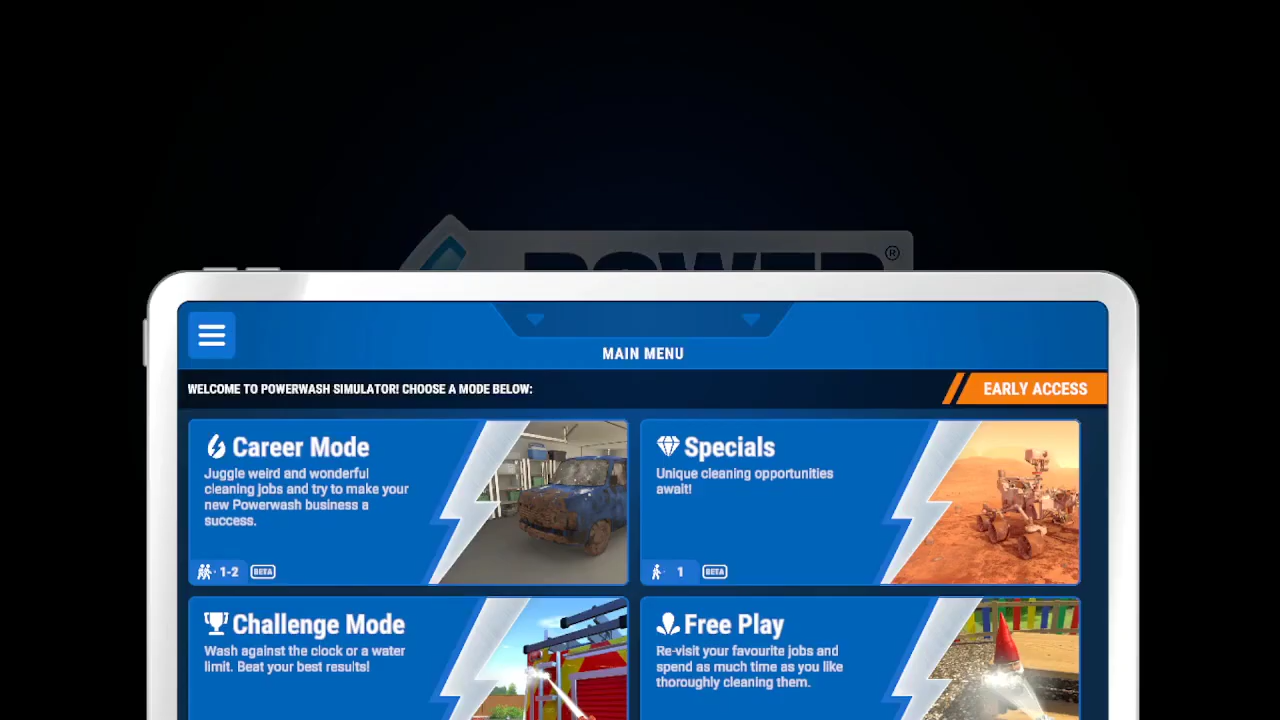 POWER®
MAIN MENU
WELCOME TO POWERWASH SIMULATOR! CHOOSE A MODE BELOW:
EARLY ACCESS
Career Mode
Juggle weird and wonderful
cleaning jobs and try to make your
new Powerwash business a
success.
1-2 BETA
Specials
Unique cleaning opportunities
await!
1 BETA
Challenge Mode
Wash against the clock or a water
limit. Beat your best results!
Free Play
Re-visit your favourite jobs and
spend as much time as you like
thoroughly cleaning them.